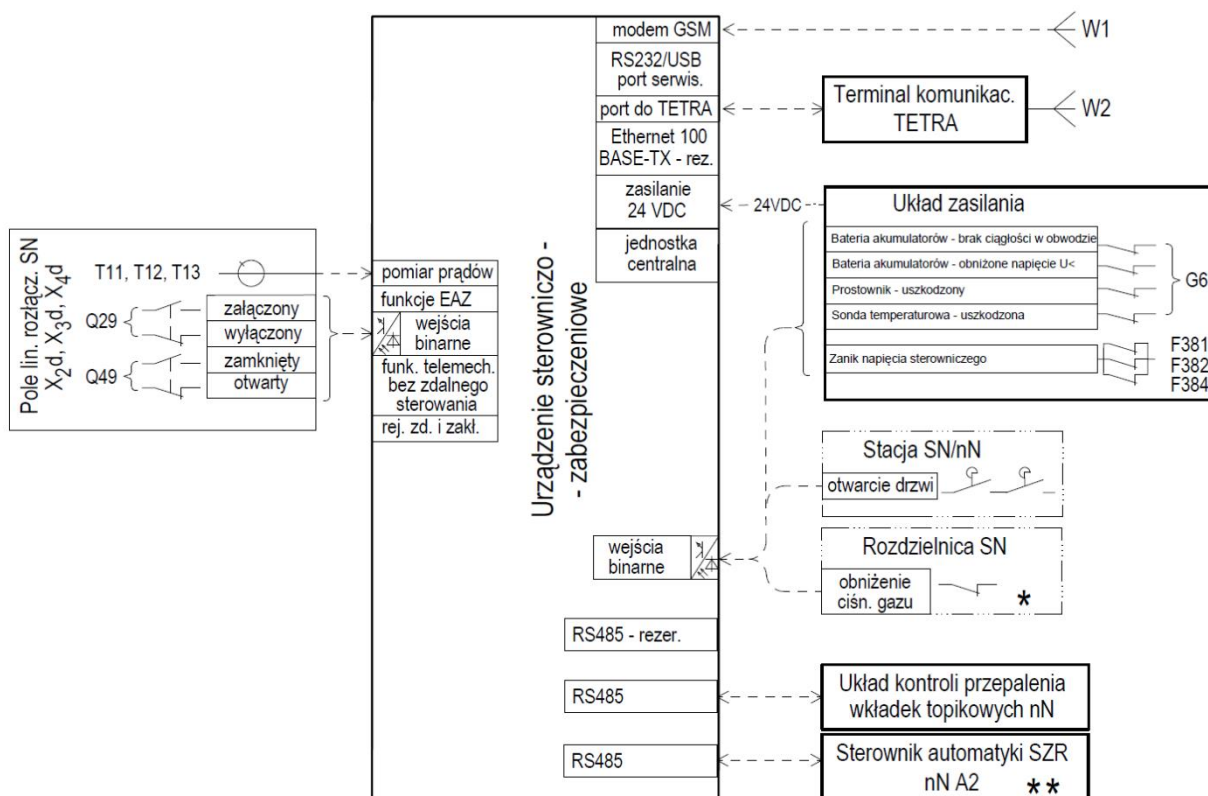 modem GSM
W1
RS232/USB
port serwis.
port do TETRA
Terminal komunikac.
TETRA
W2
Ethernet 100
BASE-TX - rez.
zasilanie
24 VDC
24VDC
Układ zasilania
Bateria akumulatorów - brak ciągłości w obwodzie
Bateria akumulatorów - obniżone napięcie U<
Prostownik - uszkodzony
Sonda temperaturowa - uszkodzona
G6
Zanik napięcia sterowniczego
F381
F382
F384
jednostka
centralna
Pole lin. rozłącz. SN
X2d, X3d, X4d
T11, T12, T13
Q29
załączony
wyłączony
Q49
zamknięty
otwarty
pomiar prądów
funkcje EAZ
wejścia
binarne
funk. telemech.
bez zdalnego
sterowania
rej. zd. i zakł.
Urządzenie sterowniczo -
- zabezpieczeniowe
Stacja SN/nN
otwarcie drzwi
wejścia
binarne
Rozdzielnica SN
obniżenie
ciśn. gazu
*
RS485 - rezer.
RS485
Układ kontroli przepalenia
wkładek topikowych nN
RS485
Sterownik automatyki SZR
nN A2 **